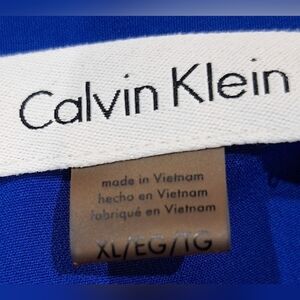 Calvin Klein
made in Vietnam
hecho en Vietnam
fabriqué en Vietnam
XL/EG/TG